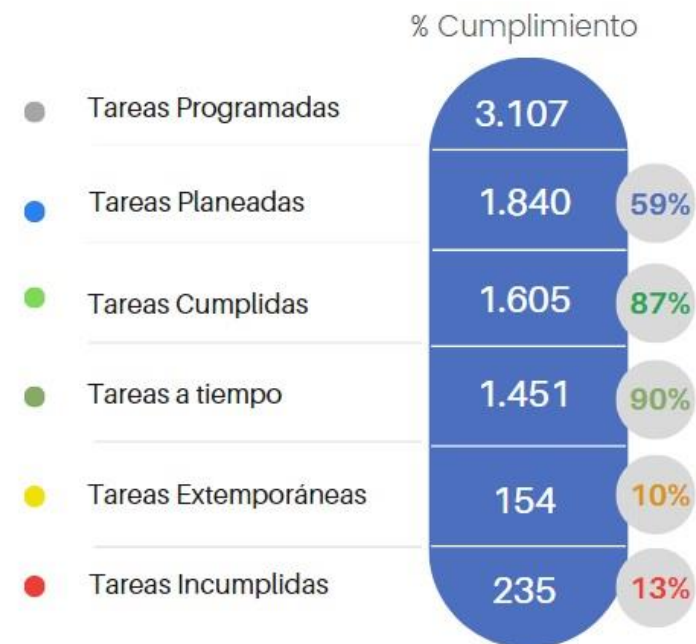 % Cumplimiento
Tareas Programadas 3.107
Tareas Planeadas 1.840 59%
Tareas Cumplidas 1.605 87%
Tareas a tiempo 1.451 90%
Tareas Extemporáneas 154 10%
Tareas Incumplidas 235 13%